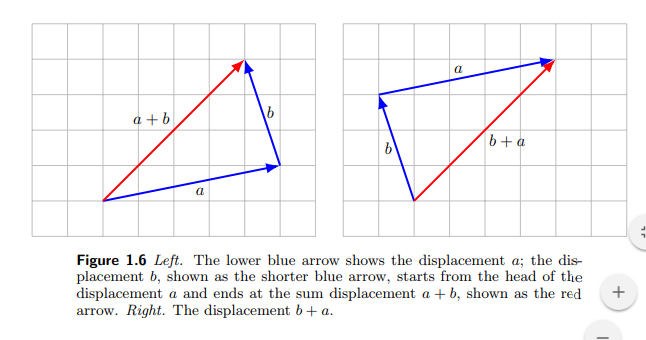 a + b
b
a
a
b
b + a
Figure 1.6 Left. The lower blue arrow shows the displacement a; the dis-
placement b, shown as the shorter blue arrow, starts from the head of the
displacement a and ends at the sum displacement a + b, shown as the red
arrow. Right. The displacement b + a.